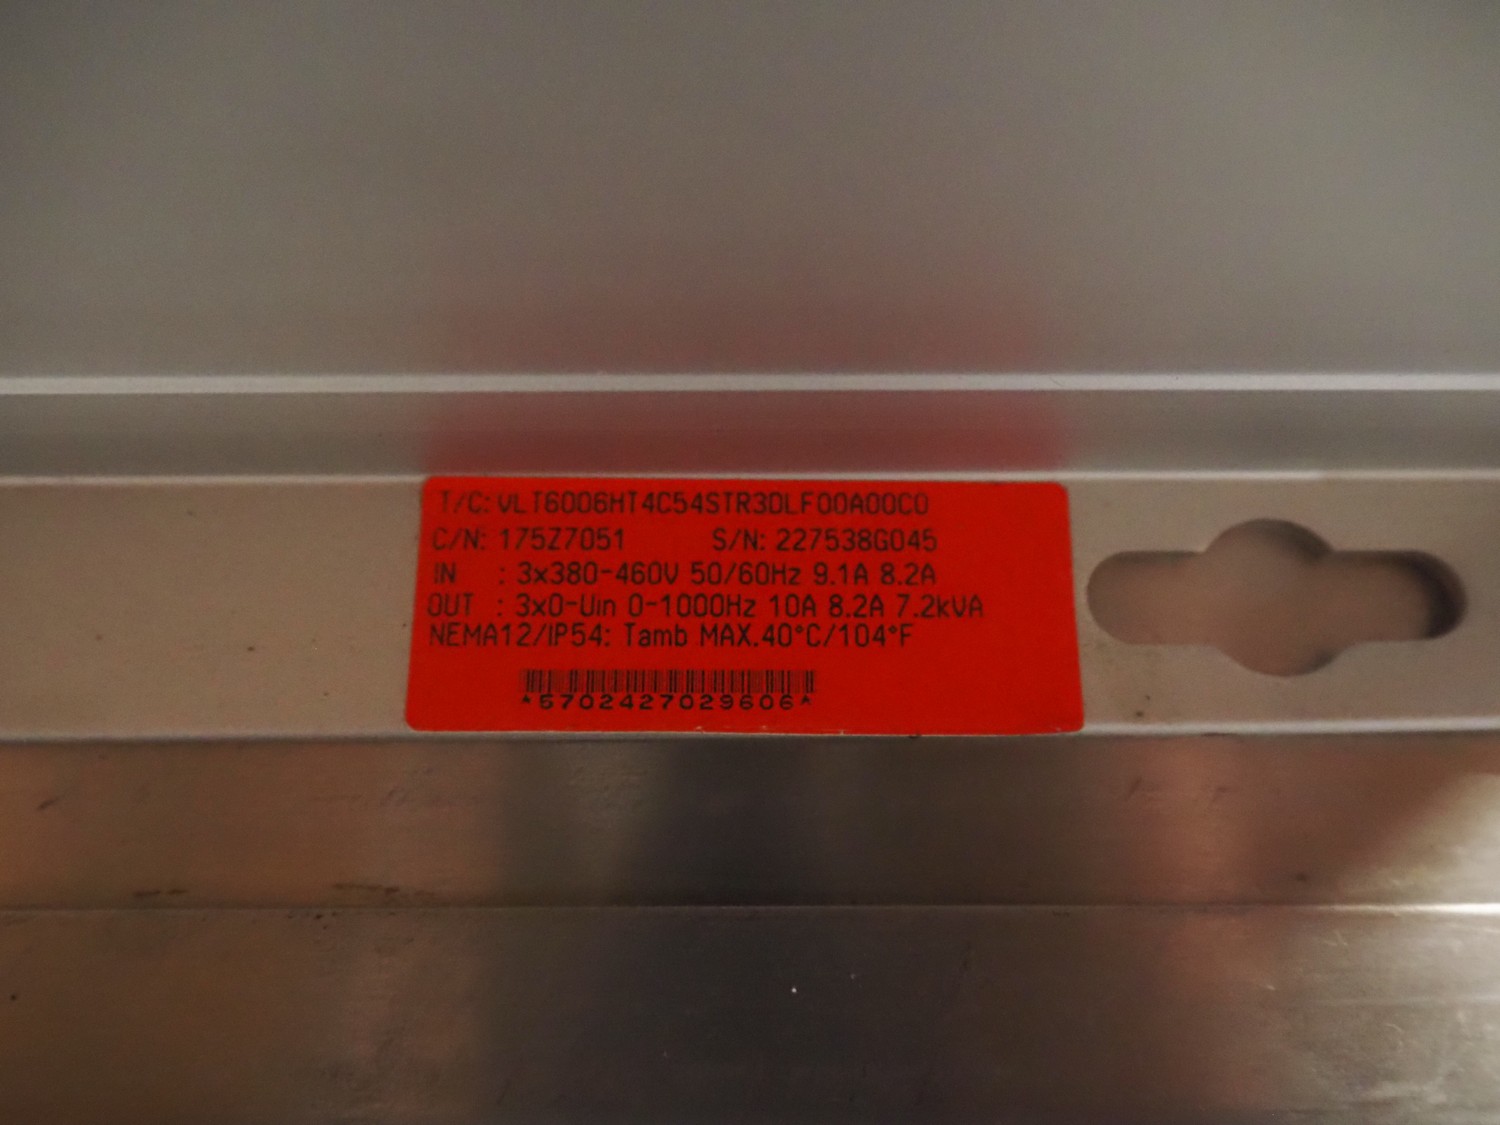 T/C: VLT6006HT4C54STR3DLF00A00C0
C/N: 175Z7051 S/N: 227538G045
IN : 3x380-460V 50/60Hz 9.1A 8.2A
OUT : 3x0-Uin 0-1000Hz 10A 8.2A 7.2kVA
NEMA12/IP54: Tamb MAX.40°C/104°F
*5702427029606*